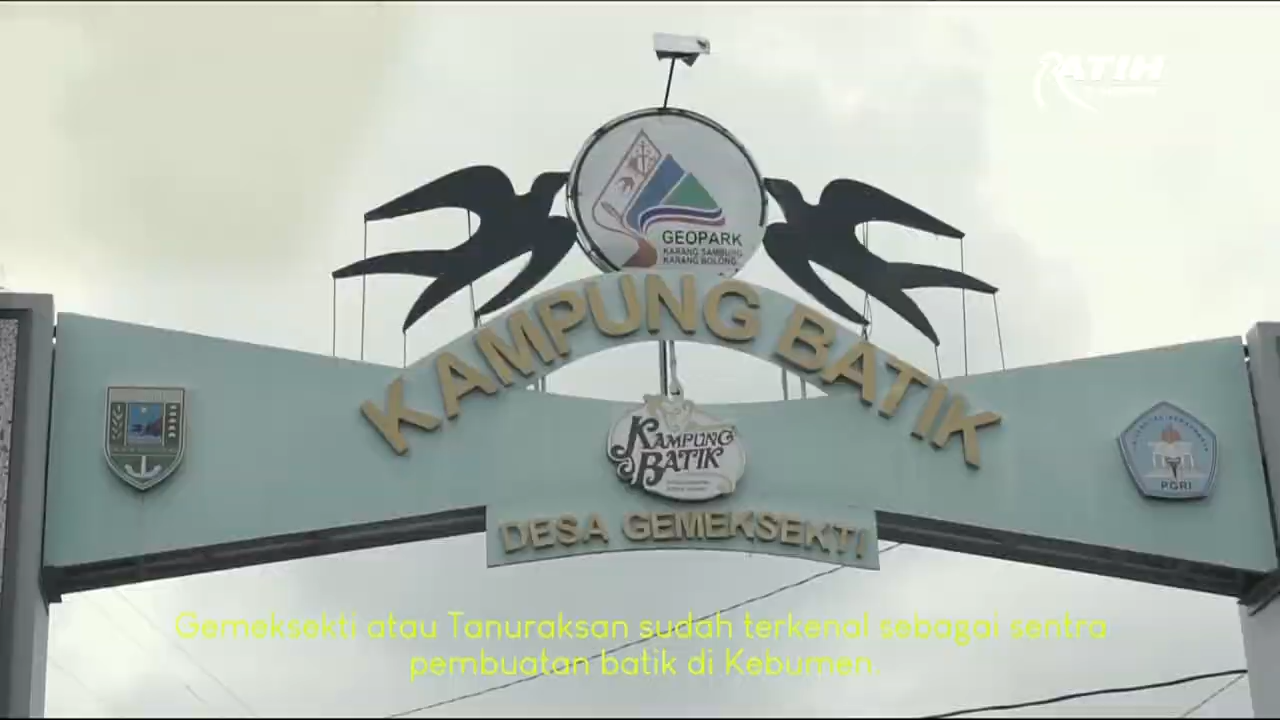 RATIH
GEOPARK
KARANG SAMBUNG
KARANG BOLONG
KAMPUNG BATIK
KAMPUNG
BATIK
PGRI
DESA GEMEKSEKTI
Gemeksekti atau Tanuraksan sudah terkenal sebagai sentra
pembuatan batik di Kebumen.